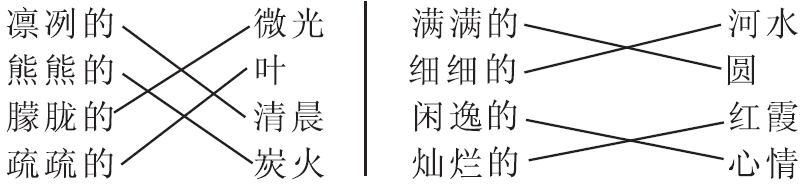 凛冽的 微光
熊熊的 叶
朦胧的 清晨
疏疏的 炭火
满满的 河水
细细的 圆
闲逸的 红霞
灿烂的 心情